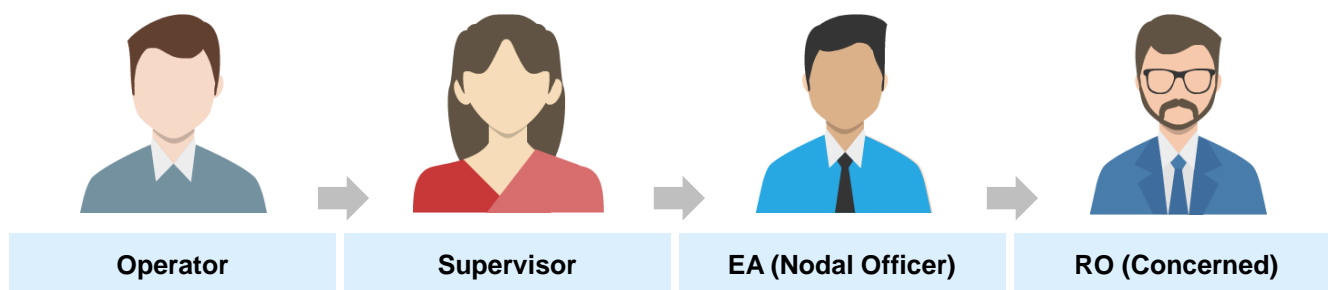 Operator
Supervisor
EA (Nodal Officer)
RO (Concerned)